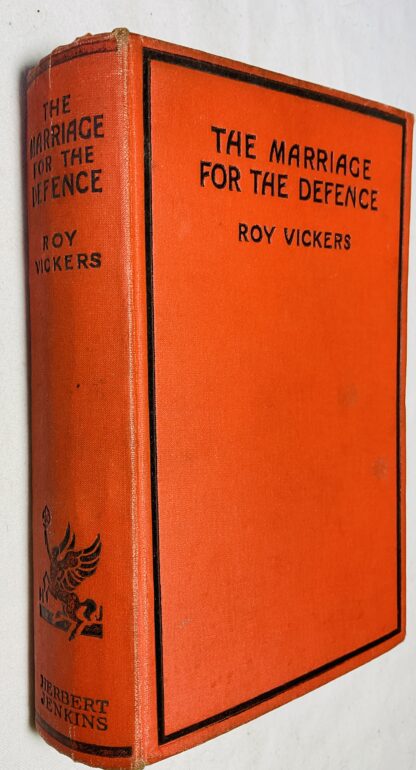 THE
MARRIAGE
FOR THE
DEFENCE
ROY
VICKERS
HERBERT
JENKINS
THE MARRIAGE
FOR THE DEFENCE
ROY VICKERS